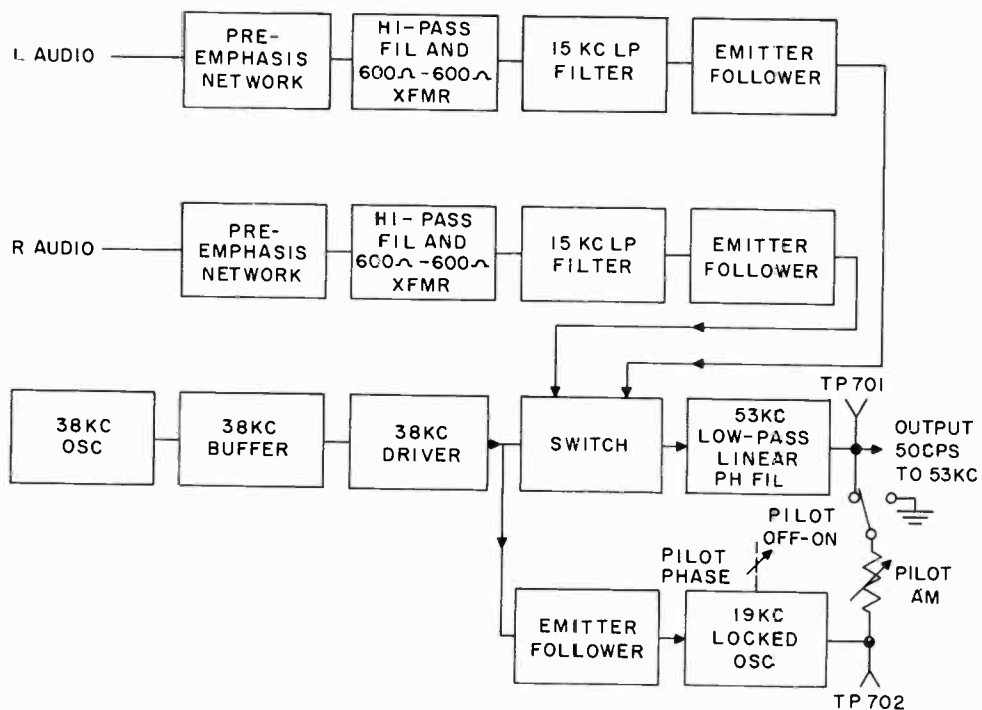 L AUDIO
PRE-
EMPHASIS
NETWORK
HI-PASS
FIL AND
600Ω-600Ω
XFMR
15 KC LP
FILTER
EMITTER
FOLLOWER
R AUDIO
PRE-
EMPHASIS
NETWORK
HI-PASS
FIL AND
600Ω-600Ω
XFMR
15 KC LP
FILTER
EMITTER
FOLLOWER
38KC
OSC
38KC
BUFFER
38KC
DRIVER
SWITCH
53KC
LOW-PASS
LINEAR
PH FIL
TP701
OUTPUT
50CPS
TO 53KC
PILOT
OFF-ON
PILOT
PHASE
PILOT
AM
EMITTER
FOLLOWER
19KC
LOCKED
OSC
TP702